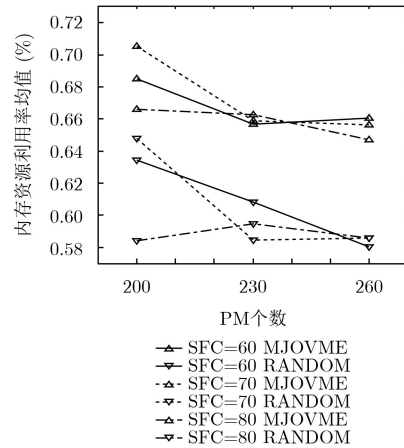 0.72
0.70
0.68
0.66
0.64
0.62
0.60
0.58
内存资源利用率均值 (%)
200 230 260
PM个数
SFC=60 MJOVME
SFC=60 RANDOM
SFC=70 MJOVME
SFC=70 RANDOM
SFC=80 MJOVME
SFC=80 RANDOM